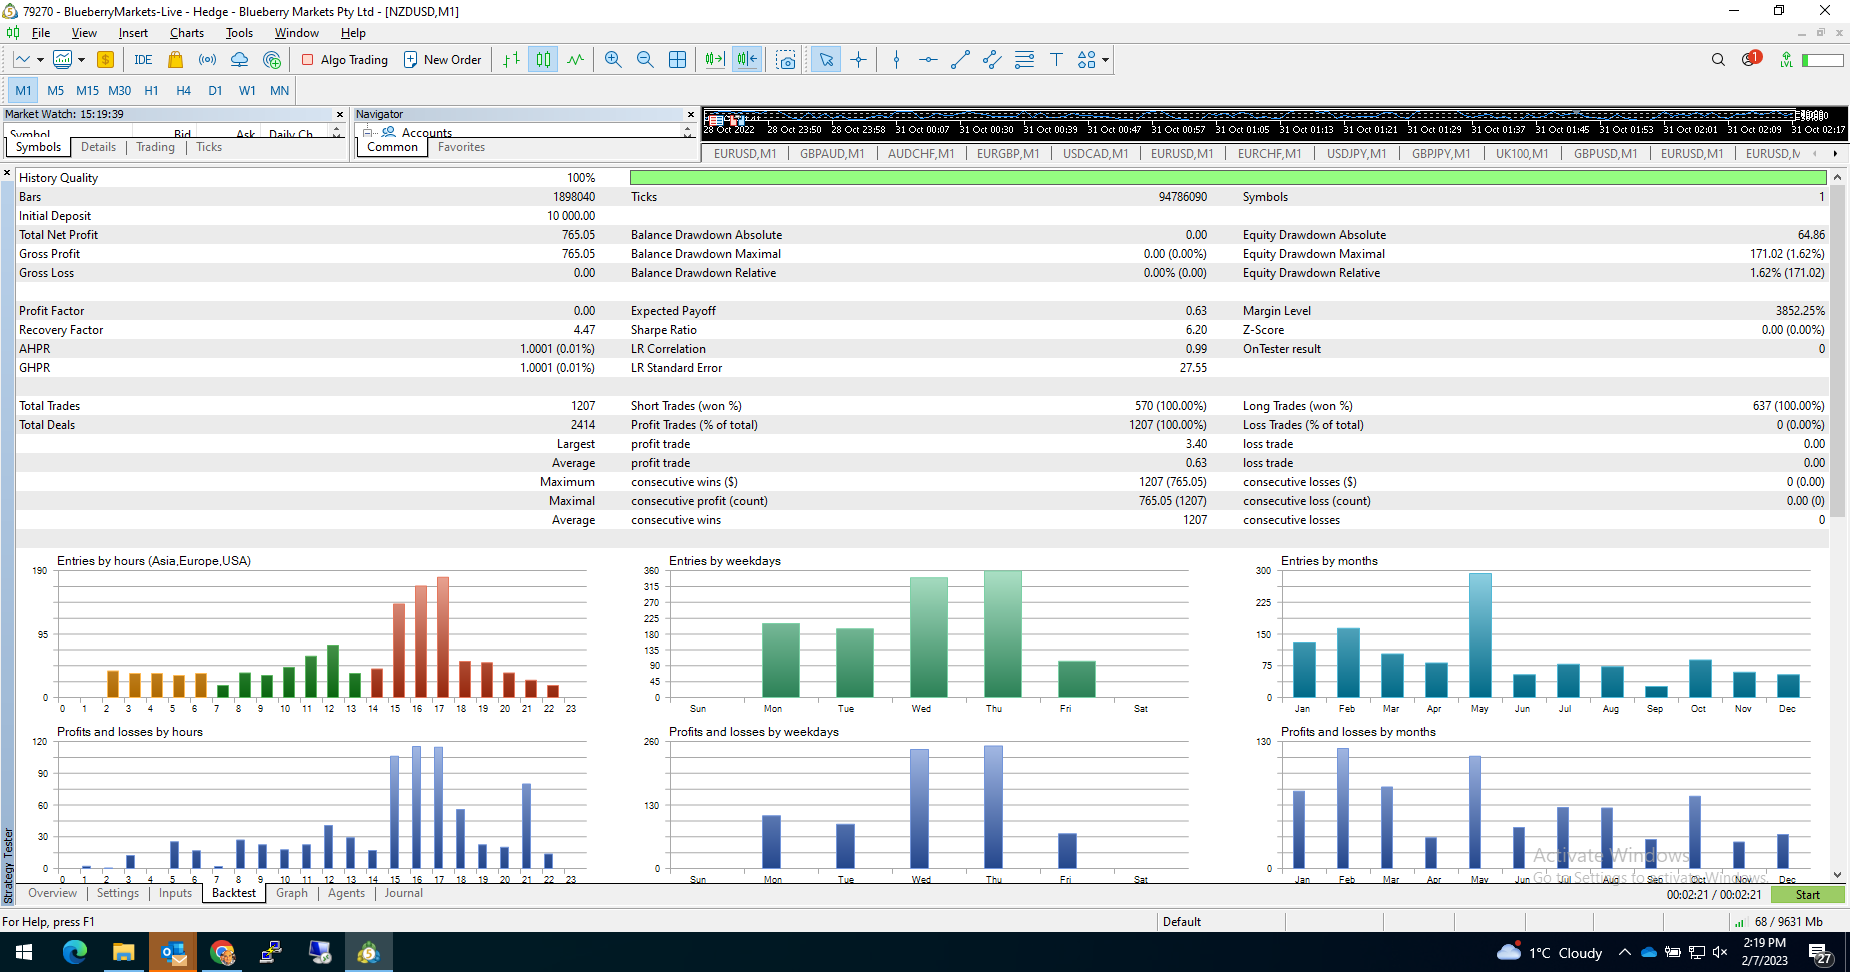 79270 - BlueberryMarkets-Live - Hedge - Blueberry Markets Pty Ltd - [NZDUSD,M1]
File View Insert Charts Tools Window Help
IDE Algo Trading New Order 1 LVL
M1 M5 M15 M30 H1 H4 D1 W1 MN
Market Watch: 15:19:39 Navigator
Symbol Bid Ask Daily Ch Accounts
28 Oct 2022 28 Oct 23:50 28 Oct 23:58 31 Oct 00:07 31 Oct 00:30 31 Oct 00:39 31 Oct 00:47 31 Oct 00:57 31 Oct 01:05 31 Oct 01:13 31 Oct 01:21 31 Oct 01:29 31 Oct 01:37 31 Oct 01:45 31 Oct 01:53 31 Oct 02:01 31 Oct 02:09 31 Oct 02:17
Symbols Details Trading Ticks Common Favorites
EURUSD,M1 GBPAUD,M1 AUDCHF,M1 EURGBP,M1 USDCAD,M1 EURUSD,M1 EURCHF,M1 USDJPY,M1 GBPJPY,M1 UK100,M1 GBPUSD,M1 EURUSD,M1 EURUSD,M
History Quality 100%
Bars 1898040 Ticks 94786090 Symbols 1
Initial Deposit 10 000.00
Total Net Profit 765.05 Balance Drawdown Absolute 0.00 Equity Drawdown Absolute 64.86
Gross Profit 765.05 Balance Drawdown Maximal 0.00 (0.00%) Equity Drawdown Maximal 171.02 (1.62%)
Gross Loss 0.00 Balance Drawdown Relative 0.00% (0.00) Equity Drawdown Relative 1.62% (171.02)
Profit Factor 0.00 Expected Payoff 0.63 Margin Level 3852.25%
Recovery Factor 4.47 Sharpe Ratio 6.20 Z-Score 0.00 (0.00%)
AHPR 1.0001 (0.01%) LR Correlation 0.99 OnTester result 0
GHPR 1.0001 (0.01%) LR Standard Error 27.55
Total Trades 1207 Short Trades (won %) 570 (100.00%) Long Trades (won %) 637 (100.00%)
Total Deals 2414 Profit Trades (% of total) 1207 (100.00%) Loss Trades (% of total) 0 (0.00%)
Largest profit trade 3.40 loss trade 0.00
Average profit trade 0.63 loss trade 0.00
Maximum consecutive wins ($) 1207 (765.05) consecutive losses ($) 0 (0.00)
Maximal consecutive profit (count) 765.05 (1207) consecutive loss (count) 0.00 (0)
Average consecutive wins 1207 consecutive losses 0
Entries by hours (Asia,Europe,USA)
190
95
0
0 1 2 3 4 5 6 7 8 9 10 11 12 13 14 15 16 17 18 19 20 21 22 23
Entries by weekdays
360
315
270
225
180
135
90
45
0
Sun Mon Tue Wed Thu Fri Sat
Entries by months
300
225
150
75
0
Jan Feb Mar Apr May Jun Jul Aug Sep Oct Nov Dec
Profits and losses by hours
120
90
60
30
0
0 1 2 3 4 5 6 7 8 9 10 11 12 13 14 15 16 17 18 19 20 21 22 23
Profits and losses by weekdays
260
130
0
Sun Mon Tue Wed Thu Fri Sat
Profits and losses by months
130
0
Jan Feb Mar Apr May Jun Jul Aug Sep Oct Nov Dec
Activate Windows
Go to Settings to activate Windows.
Strategy Tester
Overview Settings Inputs Backtest Graph Agents Journal 00:02:21 / 00:02:21 Start
For Help, press F1 Default 68 / 9631 Mb
1°C Cloudy 2:19 PM
2/7/2023 27